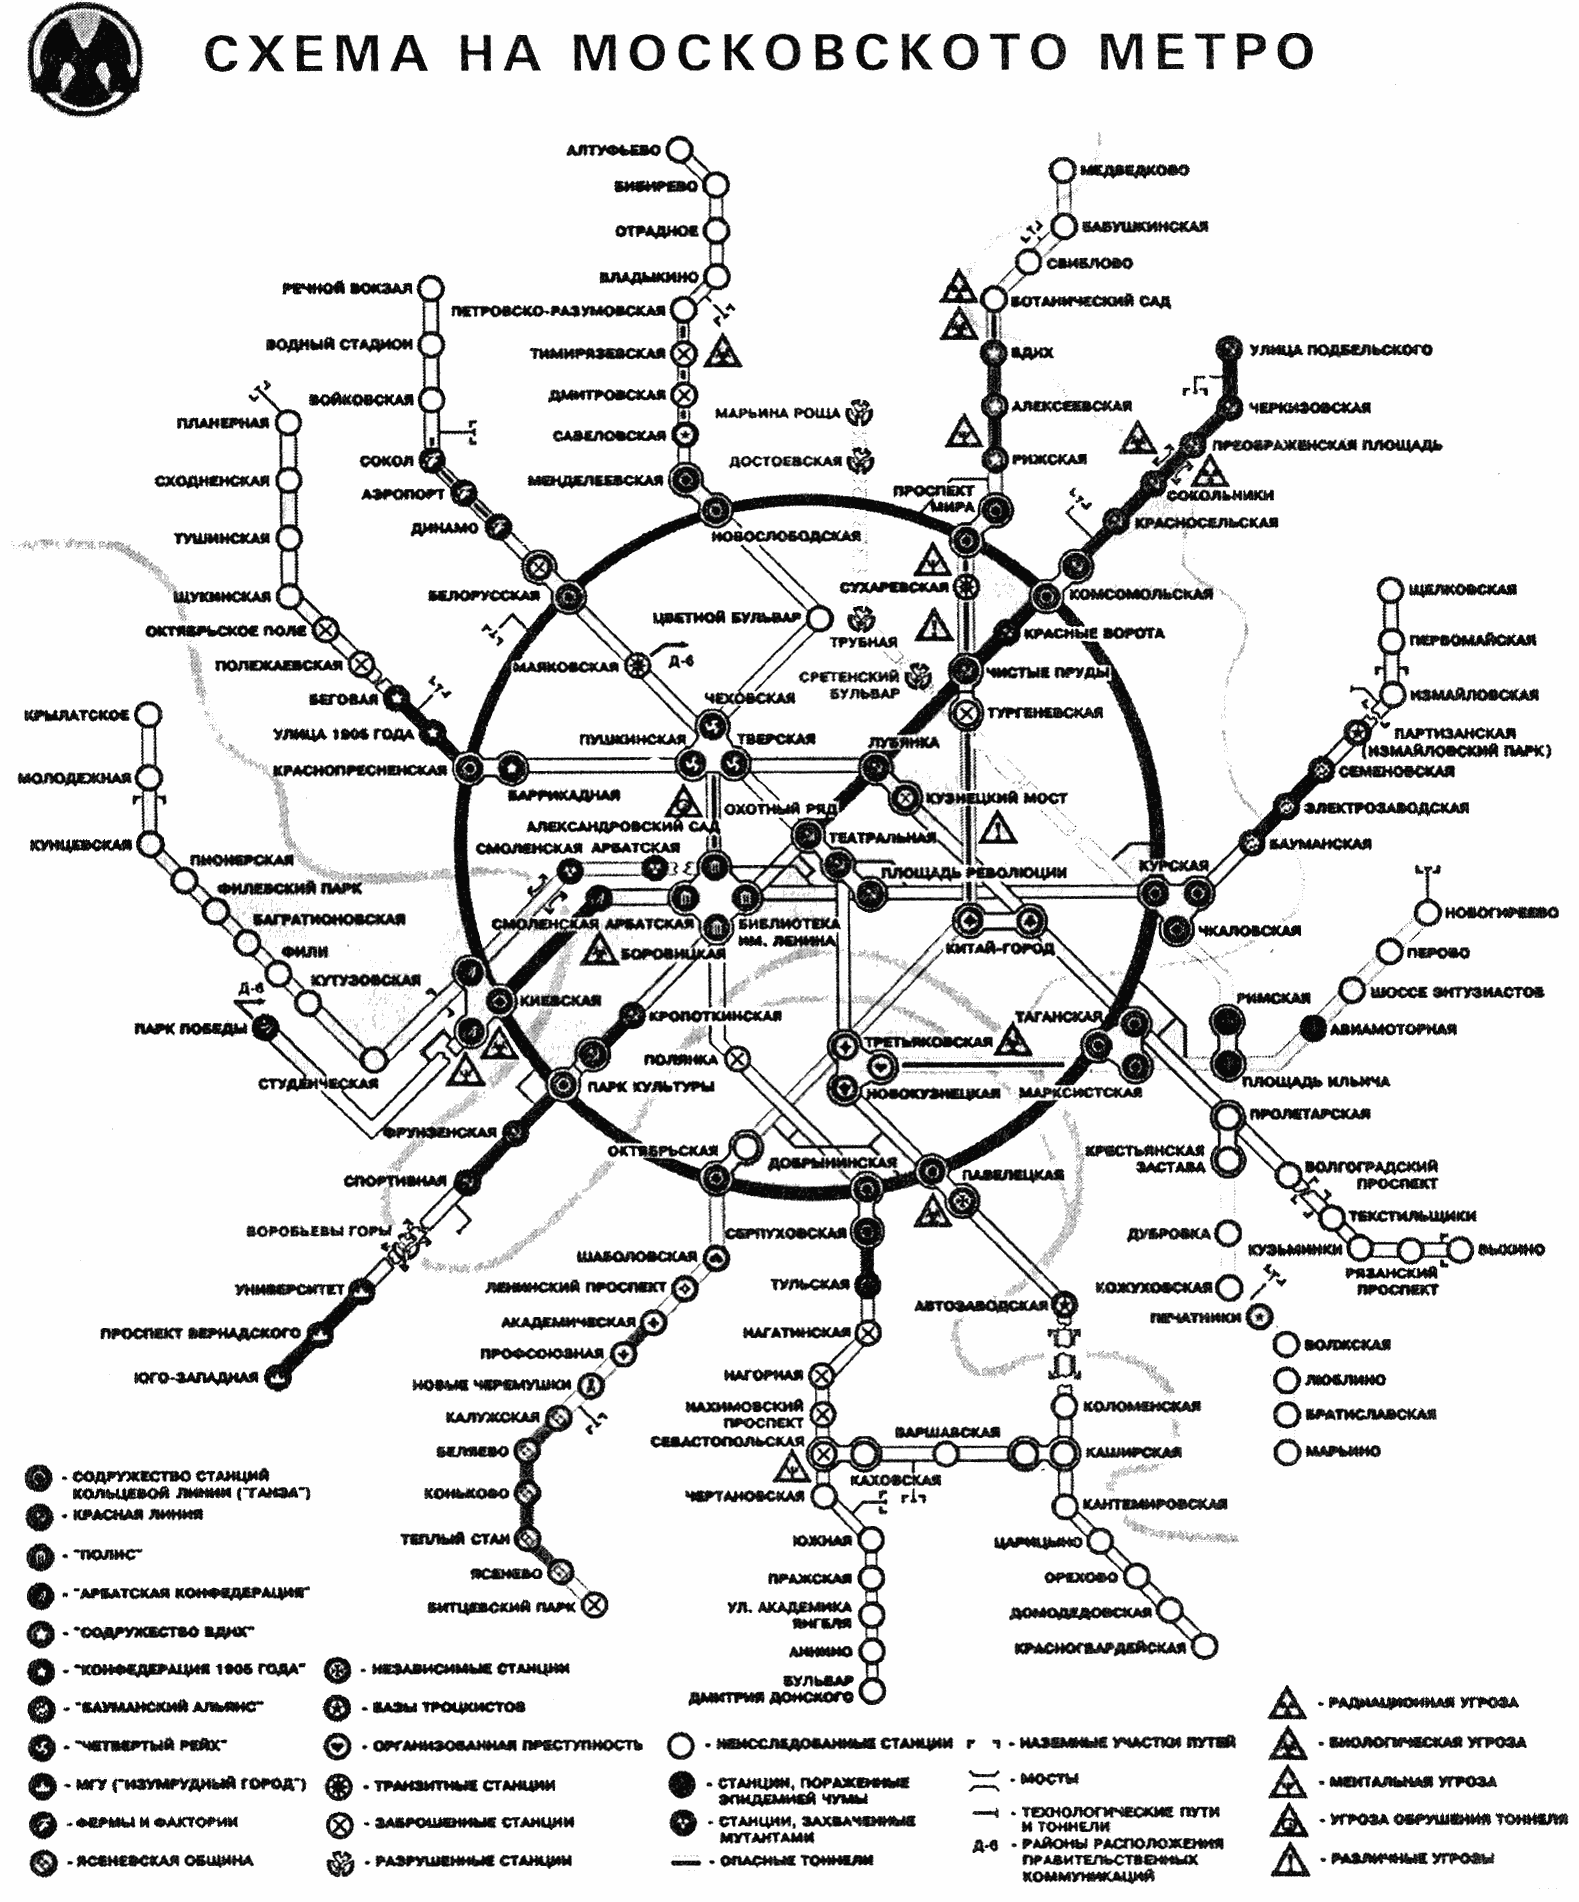 СХЕМА НА МОСКОВСКОТО МЕТРО
АЛТУФЬЕВО
БИБИРЕВО
ОТРАДНОЕ
ВЛАДЫКИНО
ПЕТРОВСКО-РАЗУМОВСКАЯ
ТИМИРЯЗЕВСКАЯ
ДМИТРОВСКАЯ
САВЕЛОВСКАЯ
МЕНДЕЛЕЕВСКАЯ
НОВОСЛОБОДСКАЯ
МЕДВЕДКОВО
БАБУШКИНСКАЯ
СВИБЛОВО
БОТАНИЧЕСКИЙ САД
ВДНХ
АЛЕКСЕЕВСКАЯ
РИЖСКАЯ
ПРОСПЕКТ
МИРА
МАРЬИНА РОЩА
ДОСТОЕВСКАЯ
РЕЧНОЙ ВОКЗАЛ
ВОДНЫЙ СТАДИОН
ВОЙКОВСКАЯ
СОКОЛ
АЭРОПОРТ
ДИНАМО
БЕЛОРУССКАЯ
УЛИЦА ПОДБЕЛЬСКОГО
ЧЕРКИЗОВСКАЯ
ПРЕОБРАЖЕНСКАЯ ПЛОЩАДЬ
СОКОЛЬНИКИ
КРАСНОСЕЛЬСКАЯ
КОМСОМОЛЬСКАЯ
КРАСНЫЕ ВОРОТА
ЧИСТЫЕ ПРУДЫ
ТУРГЕНЕВСКАЯ
СУХАРЕВСКАЯ
ПЛАНЕРНАЯ
СХОДНЕНСКАЯ
ТУШИНСКАЯ
ЩУКИНСКАЯ
ОКТЯБРЬСКОЕ ПОЛЕ
ПОЛЕЖАЕВСКАЯ
БЕГОВАЯ
УЛИЦА 1905 ГОДА
КРАСНОПРЕСНЕНСКАЯ
БАРРИКАДНАЯ
ЦВЕТНОЙ БУЛЬВАР
ТРУБНАЯ
СРЕТЕНСКИЙ
БУЛЬВАР
МАЯКОВСКАЯ
Д-6
ЧЕХОВСКАЯ
ПУШКИНСКАЯ
ТВЕРСКАЯ
ЛУБЯНКА
КУЗНЕЦКИЙ МОСТ
ОХОТНЫЙ РЯД
ТЕАТРАЛЬНАЯ
ПЛОЩАДЬ РЕВОЛЮЦИИ
АЛЕКСАНДРОВСКИЙ САД
СМОЛЕНСКАЯ АРБАТСКАЯ
СМОЛЕНСКАЯ АРБАТСКАЯ
БИБЛИОТЕКА
ИМ. ЛЕНИНА
БОРОВИЦКАЯ
КИТАЙ-ГОРОД
ЩЕЛКОВСКАЯ
ПЕРВОМАЙСКАЯ
ИЗМАЙЛОВСКАЯ
ПАРТИЗАНСКАЯ
(ИЗМАЙЛОВСКИЙ ПАРК)
СЕМЕНОВСКАЯ
ЭЛЕКТРОЗАВОДСКАЯ
БАУМАНСКАЯ
КУРСКАЯ
ЧКАЛОВСКАЯ
КРЫЛАТСКОЕ
МОЛОДЕЖНАЯ
КУНЦЕВСКАЯ
ПИОНЕРСКАЯ
ФИЛЕВСКИЙ ПАРК
БАГРАТИОНОВСКАЯ
ФИЛИ
КУТУЗОВСКАЯ
СТУДЕНЧЕСКАЯ
Д-6
ПАРК ПОБЕДЫ
КИЕВСКАЯ
КРОПОТКИНСКАЯ
ПАРК КУЛЬТУРЫ
ФРУНЗЕНСКАЯ
СПОРТИВНАЯ
ВОРОБЬЕВЫ ГОРЫ
УНИВЕРСИТЕТ
ПРОСПЕКТ ВЕРНАДСКОГО
ЮГО-ЗАПАДНАЯ
НОВОГИРЕЕВО
ПЕРОВО
ШОССЕ ЭНТУЗИАСТОВ
АВИАМОТОРНАЯ
РИМСКАЯ
ПЛОЩАДЬ ИЛЬИЧА
ТАГАНСКАЯ
МАРКСИСТСКАЯ
ТРЕТЬЯКОВСКАЯ
НОВОКУЗНЕЦКАЯ
ПОЛЯНКА
ОКТЯБРЬСКАЯ
ДОБРЫНИНСКАЯ
ПАВЕЛЕЦКАЯ
СЕРПУХОВСКАЯ
ПРОЛЕТАРСКАЯ
КРЕСТЬЯНСКАЯ
ЗАСТАВА
ВОЛГОГРАДСКИЙ
ПРОСПЕКТ
ТЕКСТИЛЬЩИКИ
КУЗЬМИНКИ
РЯЗАНСКИЙ
ПРОСПЕКТ
ВЫХИНО
ДУБРОВКА
КОЖУХОВСКАЯ
ПЕЧАТНИКИ
ВОЛЖСКАЯ
ЛЮБЛИНО
БРАТИСЛАВСКАЯ
МАРЬИНО
ШАБОЛОВСКАЯ
ЛЕНИНСКИЙ ПРОСПЕКТ
АКАДЕМИЧЕСКАЯ
ПРОФСОЮЗНАЯ
НОВЫЕ ЧЕРЕМУШКИ
КАЛУЖСКАЯ
БЕЛЯЕВО
КОНЬКОВО
ТЕПЛЫЙ СТАН
ЯСЕНЕВО
БИТЦЕВСКИЙ ПАРК
ТУЛЬСКАЯ
НАГАТИНСКАЯ
НАГОРНАЯ
НАХИМОВСКИЙ
ПРОСПЕКТ
СЕВАСТОПОЛЬСКАЯ
ЧЕРТАНОВСКАЯ
ЮЖНАЯ
ПРАЖСКАЯ
УЛ. АКАДЕМИКА
ЯНГЕЛЯ
АННИНО
БУЛЬВАР
ДМИТРИЯ ДОНСКОГО
КАХОВСКАЯ
ВАРШАВСКАЯ
КАШИРСКАЯ
АВТОЗАВОДСКАЯ
КОЛОМЕНСКАЯ
КАНТЕМИРОВСКАЯ
ЦАРИЦЫНО
ОРЕХОВО
ДОМОДЕДОВСКАЯ
КРАСНОГВАРДЕЙСКАЯ
- СОДРУЖЕСТВО СТАНЦИЙ
КОЛЬЦЕВОЙ ЛИНИИ ("ГАНЗА")
- КРАСНАЯ ЛИНИЯ
- "ПОЛИС"
- "АРБАТСКАЯ КОНФЕДЕРАЦИЯ"
- "СОДРУЖЕСТВО ВДНХ"
- "КОНФЕДЕРАЦИЯ 1905 ГОДА"
- "БАУМАНСКИЙ АЛЬЯНС"
- "ЧЕТВЕРТЫЙ РЕЙХ"
- МГУ ("ИЗУМРУДНЫЙ ГОРОД")
- ФЕРМЫ И ФАКТОРИИ
- ЯСЕНЕВСКАЯ ОБЩИНА
- НЕЗАВИСИМЫЕ СТАНЦИИ
- БАЗЫ ТРОЦКИСТОВ
- ОРГАНИЗОВАННАЯ ПРЕСТУПНОСТЬ
- ТРАНЗИТНЫЕ СТАНЦИИ
- ЗАБРОШЕННЫЕ СТАНЦИИ
- РАЗРУШЕННЫЕ СТАНЦИИ
- НЕИССЛЕДОВАННЫЕ СТАНЦИИ
- СТАНЦИИ, ПОРАЖЕННЫЕ
ЭПИДЕМИЕЙ ЧУМЫ
- СТАНЦИИ, ЗАХВАЧЕННЫЕ
МУТАНТАМИ
- ОПАСНЫЕ ТОННЕЛИ
- НАЗЕМНЫЕ УЧАСТКИ ПУТЕЙ
- МОСТЫ
- ТЕХНОЛОГИЧЕСКИЕ ПУТИ
И ТОННЕЛИ
Д-6 - РАЙОНЫ РАСПОЛОЖЕНИЯ
ПРАВИТЕЛЬСТВЕННЫХ
КОММУНИКАЦИЙ
- РАДИАЦИОННАЯ УГРОЗА
- БИОЛОГИЧЕСКАЯ УГРОЗА
- МЕНТАЛЬНАЯ УГРОЗА
- УГРОЗА ОБРУШЕНИЯ ТОННЕЛЯ
- РАЗЛИЧНЫЕ УГРОЗЫ